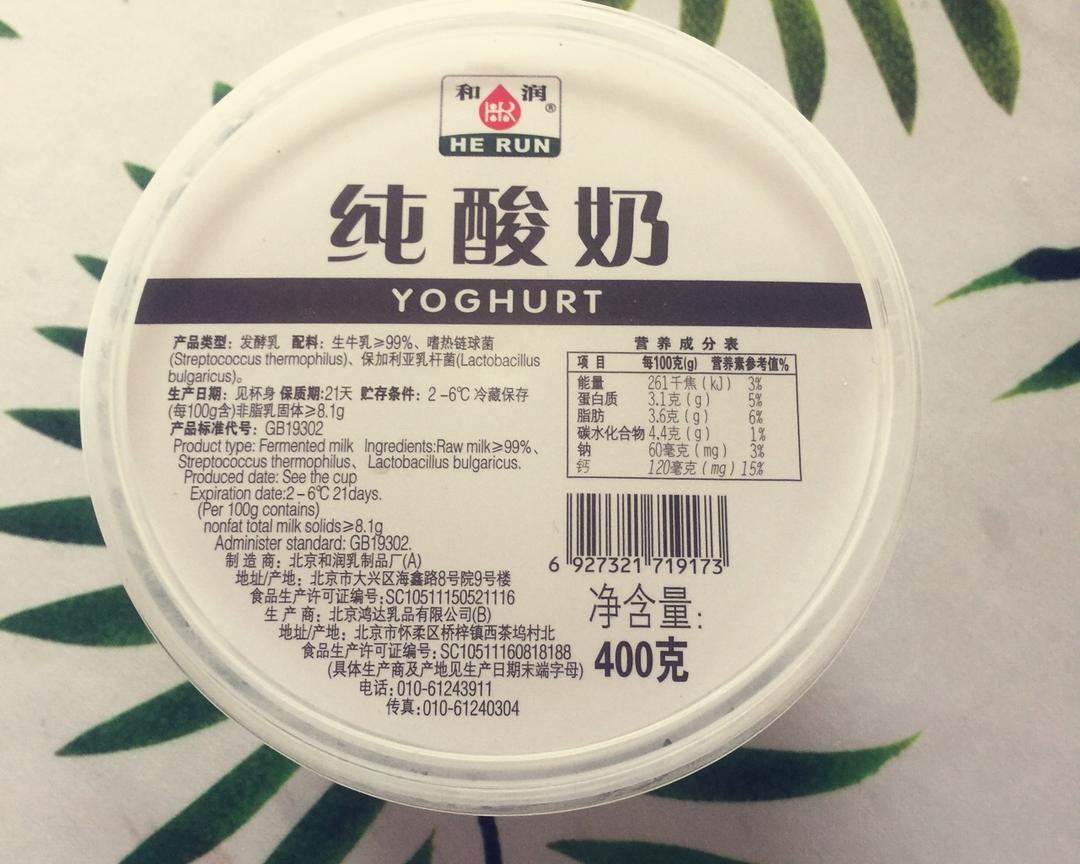 和 润
HR
®
HE RUN
纯酸奶
YOGHURT
产品类型：发酵乳 配料：生牛乳≥99%、嗜热链球菌
(Streptococcus thermophilus)、保加利亚乳杆菌(Lactobacillus
bulgaricus)。
生产日期：见杯身 保质期:21天 贮存条件：2-6℃ 冷藏保存
(每100g含)非脂乳固体≥8.1g
产品标准代号：GB19302
Product type: Fermented milk Ingredients:Raw milk≥99%、
Streptococcus thermophilus、Lactobacillus bulgaricus.
Produced date: See the cup
Expiration date:2-6℃ 21days.
(Per 100g contains)
nonfat total milk solids≥8.1g
Administer standard: GB19302.
制造商：北京和润乳制品厂(A)
地址/产地：北京市大兴区海鑫路8号院9号楼
食品生产许可证编号:SC10511150521116
生产商：北京鸿达乳品有限公司(B)
地址/产地：北京市怀柔区桥梓镇西茶坞村北
食品生产许可证编号：SC10511160818188
(具体生产商及产地见生产日期末端字母)
电话：010-61243911
传真:010-61240304
营养成分表
项目 每100克(g) 营养素参考值%
能量 261千焦(kJ) 3%
蛋白质 3.1克(g) 5%
脂肪 3.6克(g) 6%
碳水化合物 4.4克(g) 1%
钠 60毫克(mg) 3%
钙 120毫克(mg) 15%
6 927321 719173
净含量：
400克